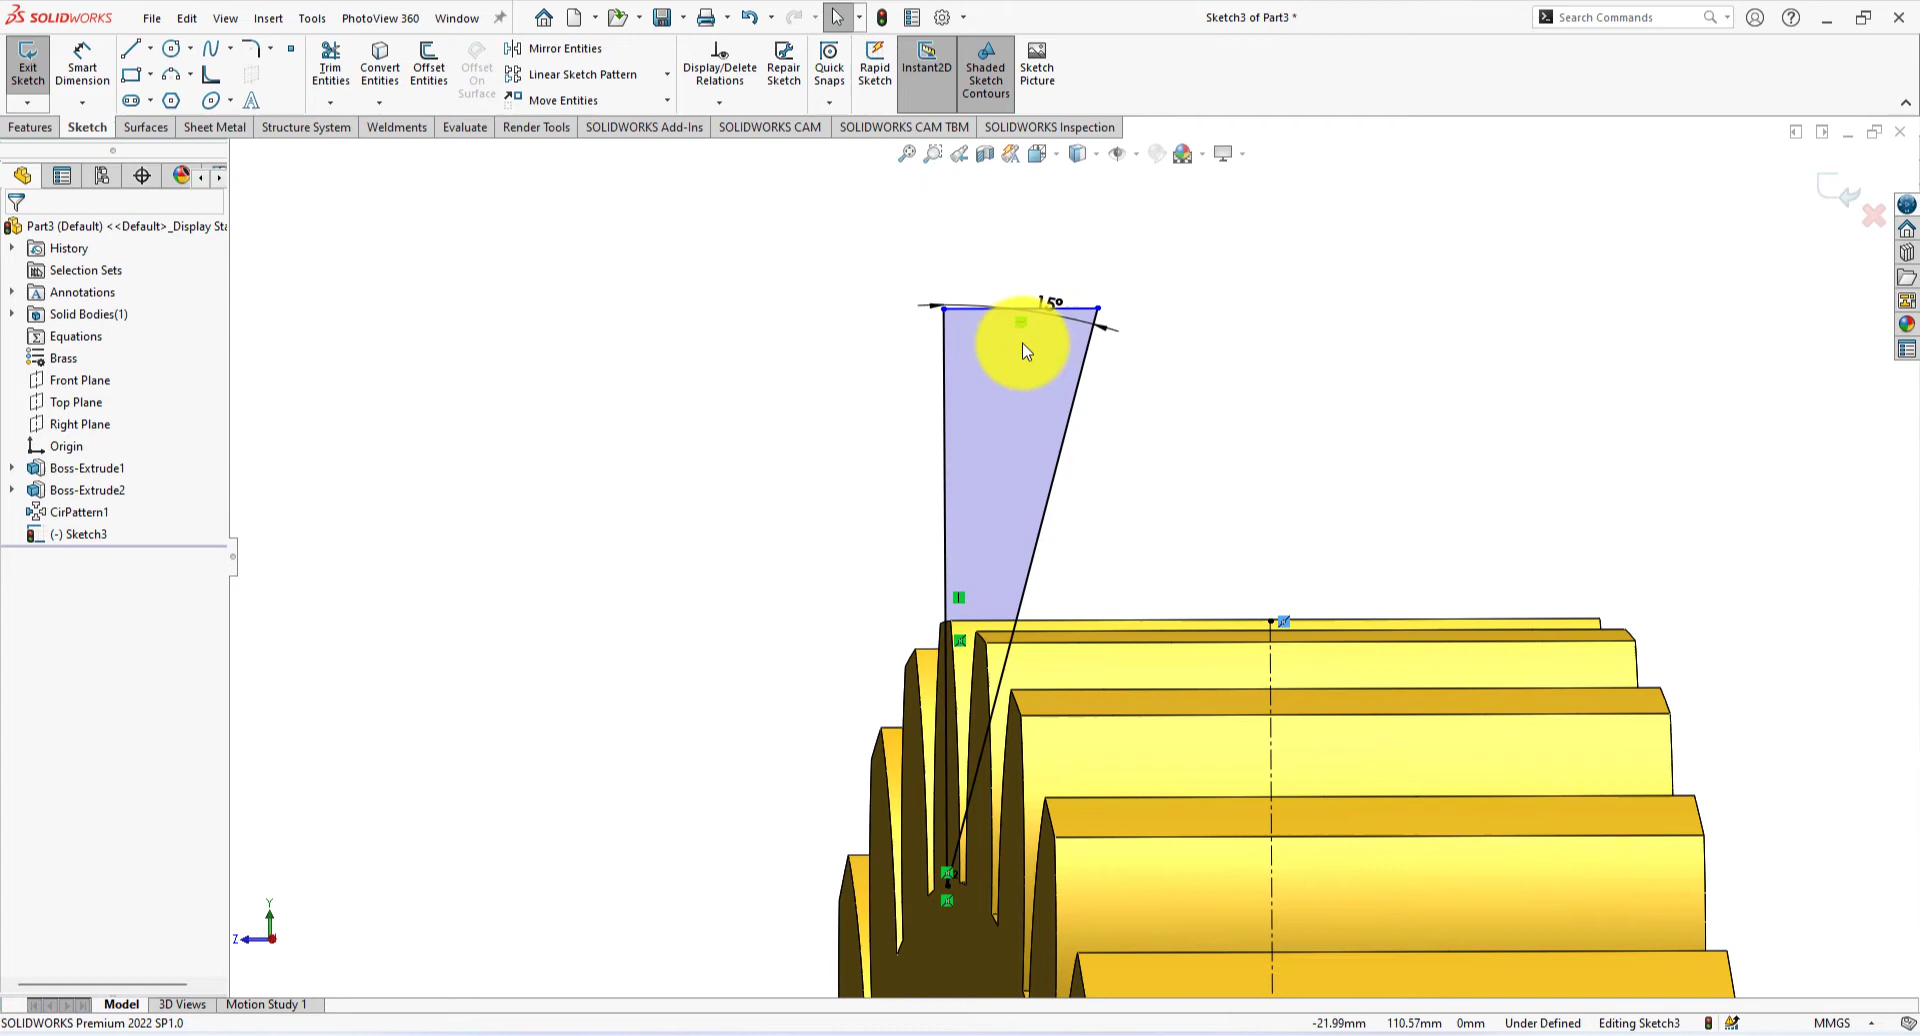 SOLIDWORKS
File Edit View Insert Tools PhotoView 360 Window
Sketch3 of Part3 *
Search Commands
Exit Sketch
Smart Dimension
Trim Entities
Convert Entities
Offset Entities
Offset On Surface
Mirror Entities
Linear Sketch Pattern
Move Entities
Display/Delete Relations
Repair Sketch
Quick Snaps
Rapid Sketch
Instant2D
Shaded Sketch Contours
Sketch Picture
Features Sketch Surfaces Sheet Metal Structure System Weldments Evaluate Render Tools SOLIDWORKS Add-Ins SOLIDWORKS CAM SOLIDWORKS CAM TBM SOLIDWORKS Inspection
Part3 (Default) <<Default>_Display Sta
History
Selection Sets
Annotations
Solid Bodies(1)
Equations
Brass
Front Plane
Top Plane
Right Plane
Origin
Boss-Extrude1
Boss-Extrude2
CirPattern1
(-) Sketch3
15°
Y
Z
Model 3D Views Motion Study 1
SOLIDWORKS Premium 2022 SP1.0
-21.99mm 110.57mm 0mm Under Defined Editing Sketch3 MMGS